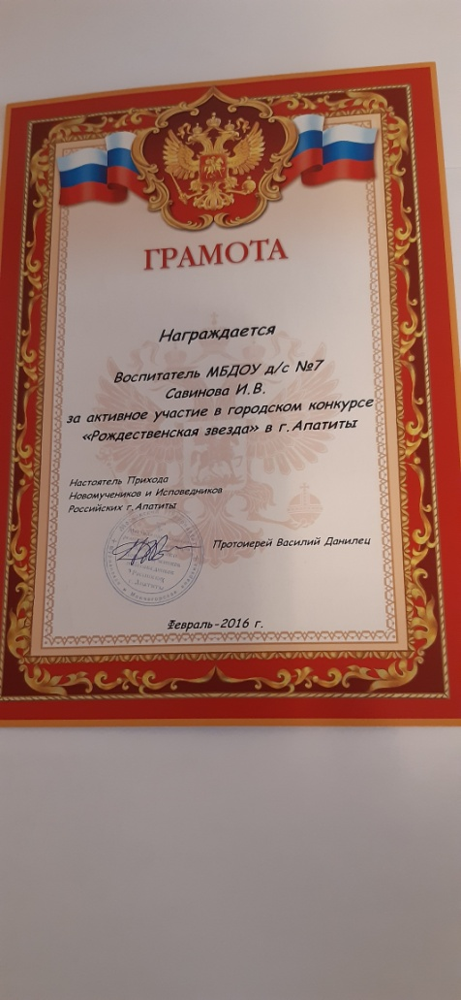 ГРАМОТА
Награждается
Воспитатель МБДОУ д/с №7
Савинова И.В.
за активное участие в городском конкурсе
«Рождественская звезда» в г.Апатиты
Настоятель Прихода
Новомучеников и Исповедников
Российских г.Апатиты
Протоиерей Василий Данилец
Февраль-2016 г.